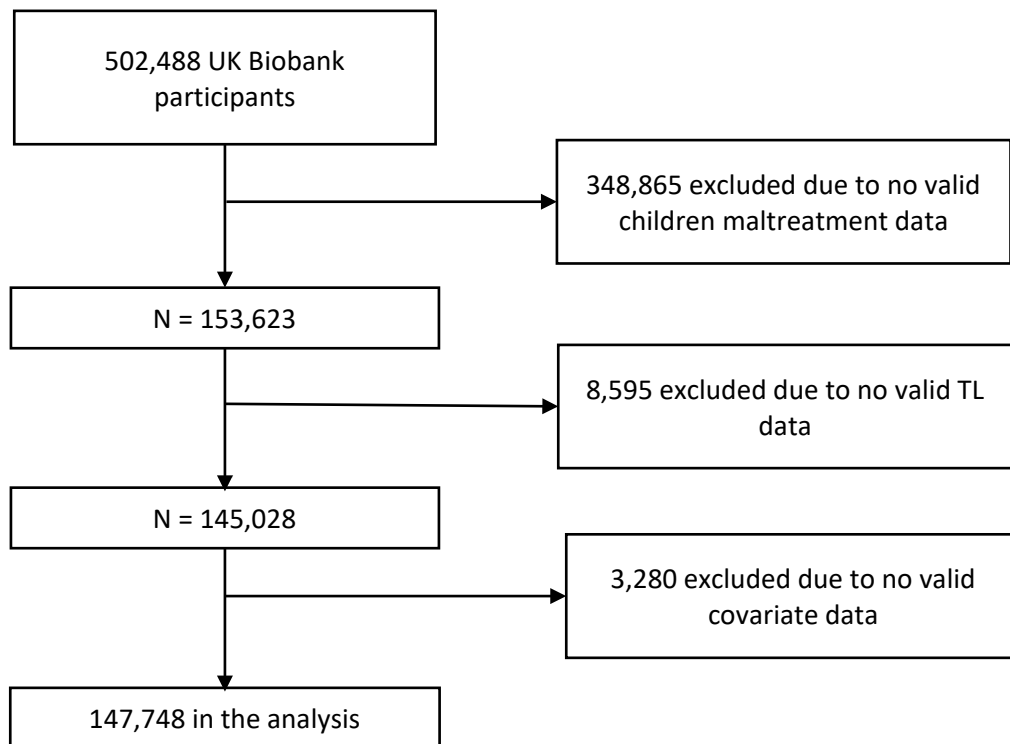 502,488 UK Biobank
participants
348,865 excluded due to no valid
children maltreatment data
N = 153,623
8,595 excluded due to no valid TL
data
N = 145,028
3,280 excluded due to no valid
covariate data
147,748 in the analysis